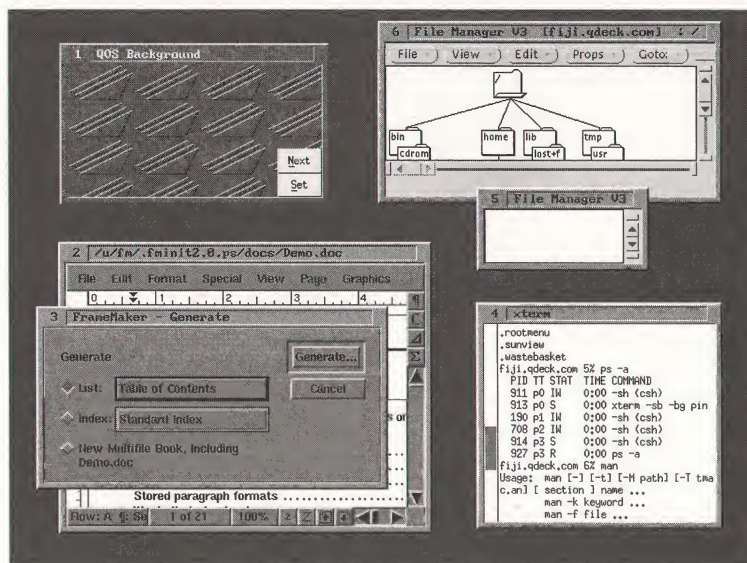 1 QOS Background
Next
Set
6 File Manager V3 [fiji.qdeck.com] : /
File View Edit Props Goto:
/
bin home lib tmp
cdrom lost+f usr
5 File Manager V3
2 /u/fm/.fminit2.0.ps/docs/Demo.doc
File Edit Format Special View Page Graphics
0 1 2 3 4
3 FrameMaker - Generate
Generate
Generate...
List: Table of Contents
Cancel
Index: Standard Index
New Multifile Book, Including
Demo.doc
Stored paragraph formats ...................
Flow: A ¶: Se 1 of 21 100% z Z
4 xterm
.rootmenu
.sunview
.wastebasket
fiji.qdeck.com 5% ps -a
PID TT STAT TIME COMMAND
911 p0 IW 0:00 -sh (csh)
913 p0 S 0:00 xterm -sb -bg pin
190 p1 IW 0:00 -sh (csh)
708 p2 IW 0:00 -sh (csh)
914 p3 S 0:00 -sh (csh)
927 p3 R 0:00 ps -a
fiji.qdeck.com 6% man
Usage: man [-] [-t] [-M path] [-T tma
c.an] [ section ] name ...
man -k keyword ...
man -f file ...